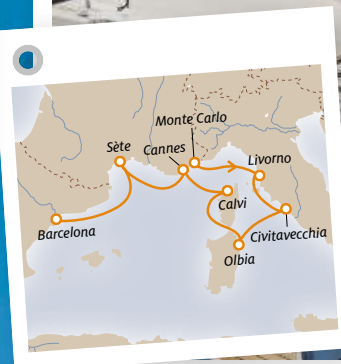 Monte Carlo
Sète
Cannes
Livorno
Calvi
Barcelona
Civitavecchia
Olbia